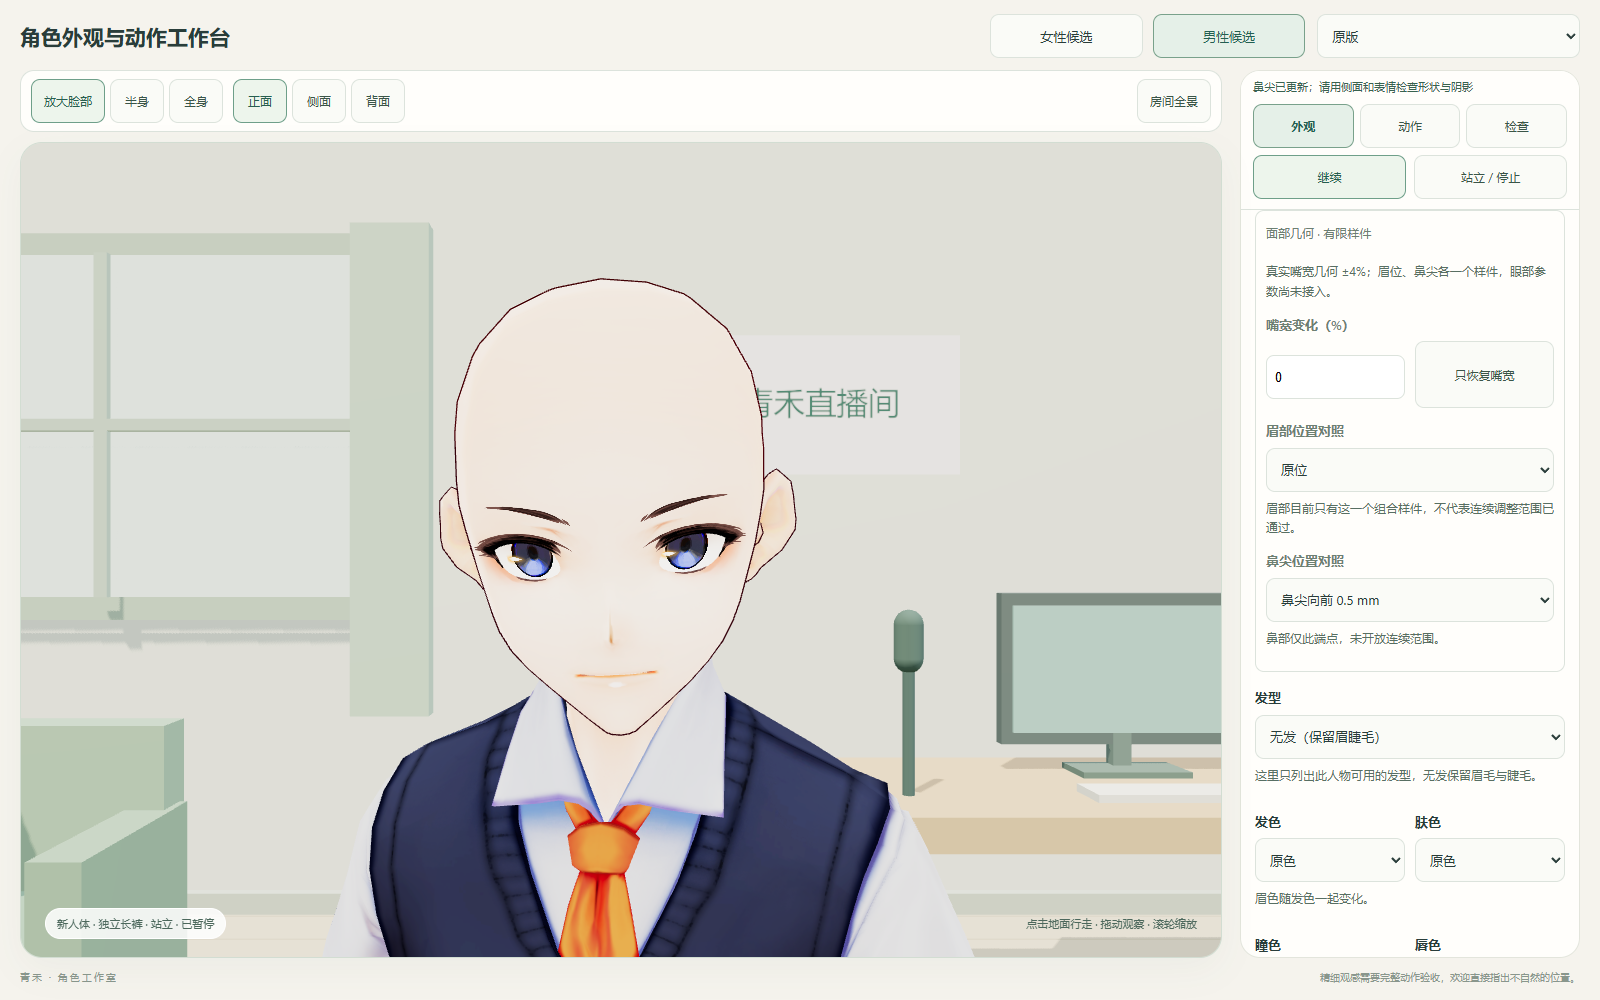 角色外观与动作工作台
女性候选
男性候选
原版
放大脸部
半身
全身
正面
侧面
背面
房间全景
鼻尖已更新；请用侧面和表情检查形状与阴影
外观
动作
检查
继续
站立 / 停止
面部几何 · 有限样件
真实嘴宽几何 ±4%；眉位、鼻尖各一个样件，眼部参
数尚未接入。
嘴宽变化（%）
0
只恢复嘴宽
眉部位置对照
原位
眉部目前只有这一个组合样件，不代表连续调整范围已
通过。
鼻尖位置对照
鼻尖向前 0.5 mm
鼻部仅此端点，未开放连续范围。
发型
无发（保留眉睫毛）
这里只列出此人物可用的发型，无发保留眉毛与睫毛。
发色
肤色
原色
原色
眉色随发色一起变化。
瞳色
唇色
青禾直播间
新人体 · 独立长裤 · 站立 · 已暂停
点击地面行走 · 拖动观察 · 滚轮缩放
青禾 · 角色工作室
精细观感需要完整动作验收，欢迎直接指出不自然的位置。